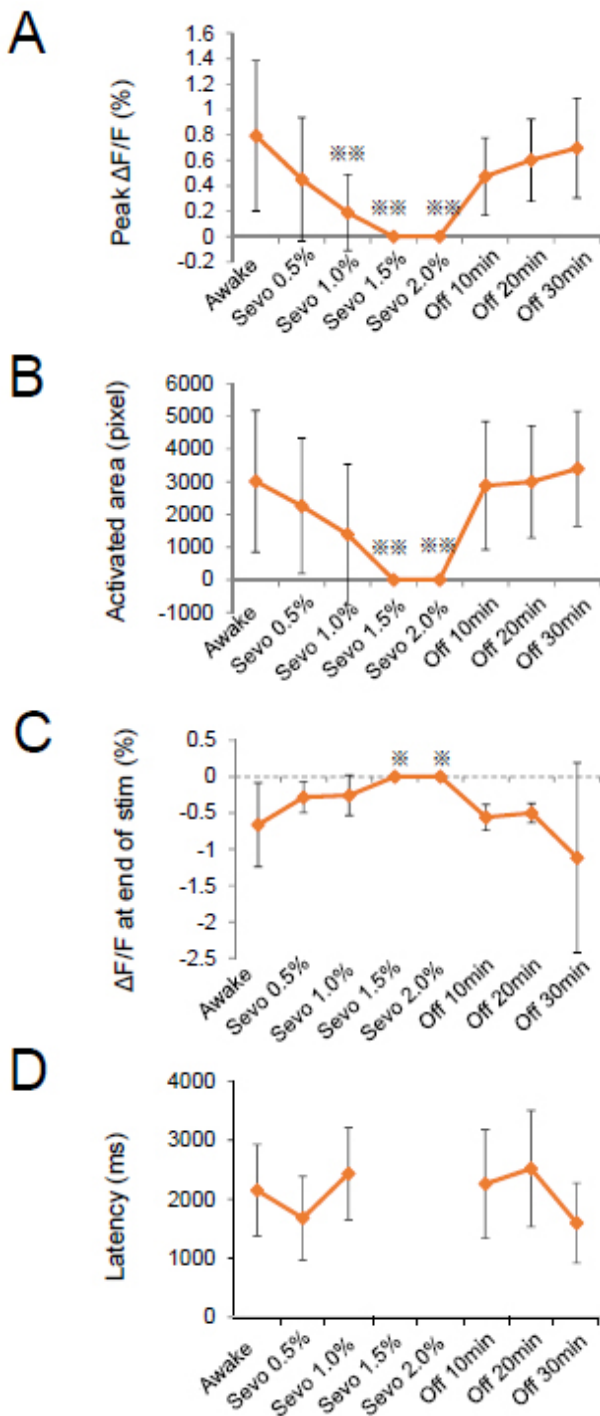 A
Peak ΔF/F (%)
1.6
1.4
1.2
1
0.8
0.6
0.4
0.2
0
-0.2
※※
※※
※※
Awake
Sevo 0.5%
Sevo 1.0%
Sevo 1.5%
Sevo 2.0%
Off 10min
Off 20min
Off 30min
B
Activated area (pixel)
6000
5000
4000
3000
2000
1000
0
-1000
※※
※※
Awake
Sevo 0.5%
Sevo 1.0%
Sevo 1.5%
Sevo 2.0%
Off 10min
Off 20min
Off 30min
C
ΔF/F at end of stim (%)
0.5
0
-0.5
-1
-1.5
-2
-2.5
※
※
Awake
Sevo 0.5%
Sevo 1.0%
Sevo 1.5%
Sevo 2.0%
Off 10min
Off 20min
Off 30min
D
Latency (ms)
4000
3000
2000
1000
0
Awake
Sevo 0.5%
Sevo 1.0%
Sevo 1.5%
Sevo 2.0%
Off 10min
Off 20min
Off 30min